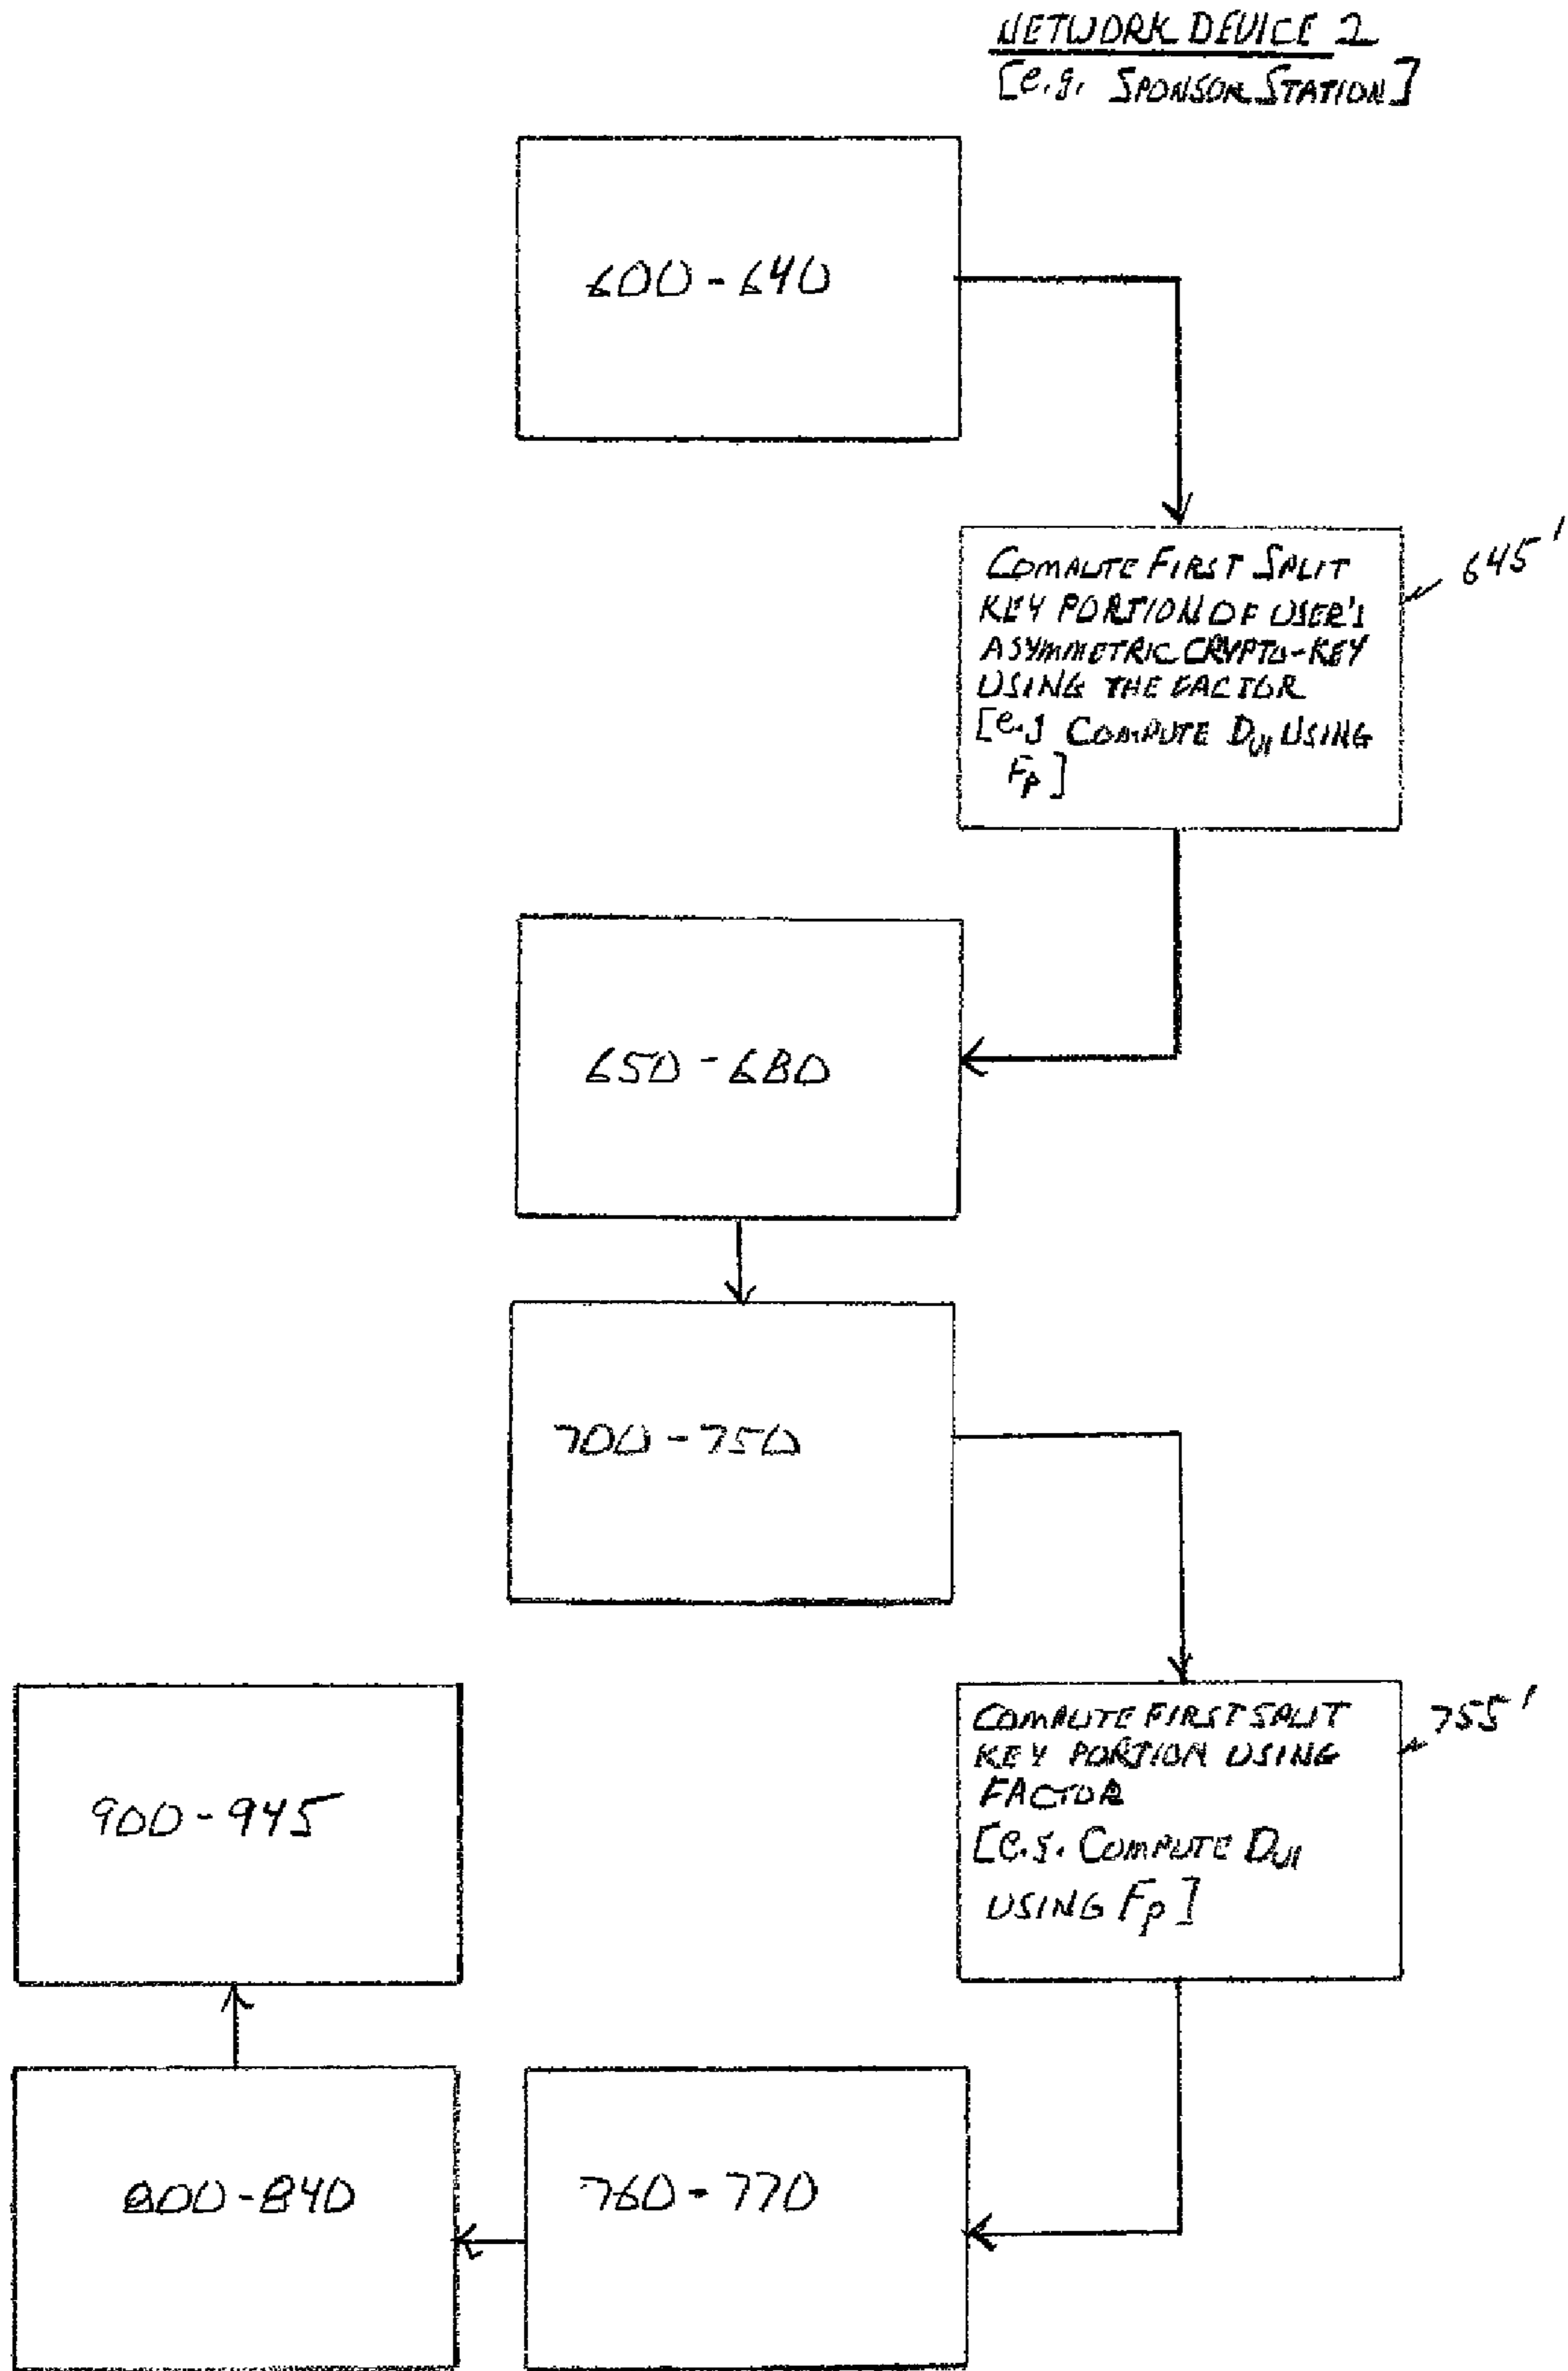 NETWORK DEVICE 2
[e.g. SPONSOR STATION]
600-640
COMPUTE FIRST SPLIT
KEY PORTION OF USER'S
ASYMMETRIC CRYPTO-KEY
USING THE FACTOR
[e.g COMPUTE DU1 USING
FP]
645'
650-680
700-750
COMPUTE FIRST SPLIT
KEY PORTION USING
FACTOR
[e.g. COMPUTE DU1
USING FP]
755'
900-945
800-840
760-770